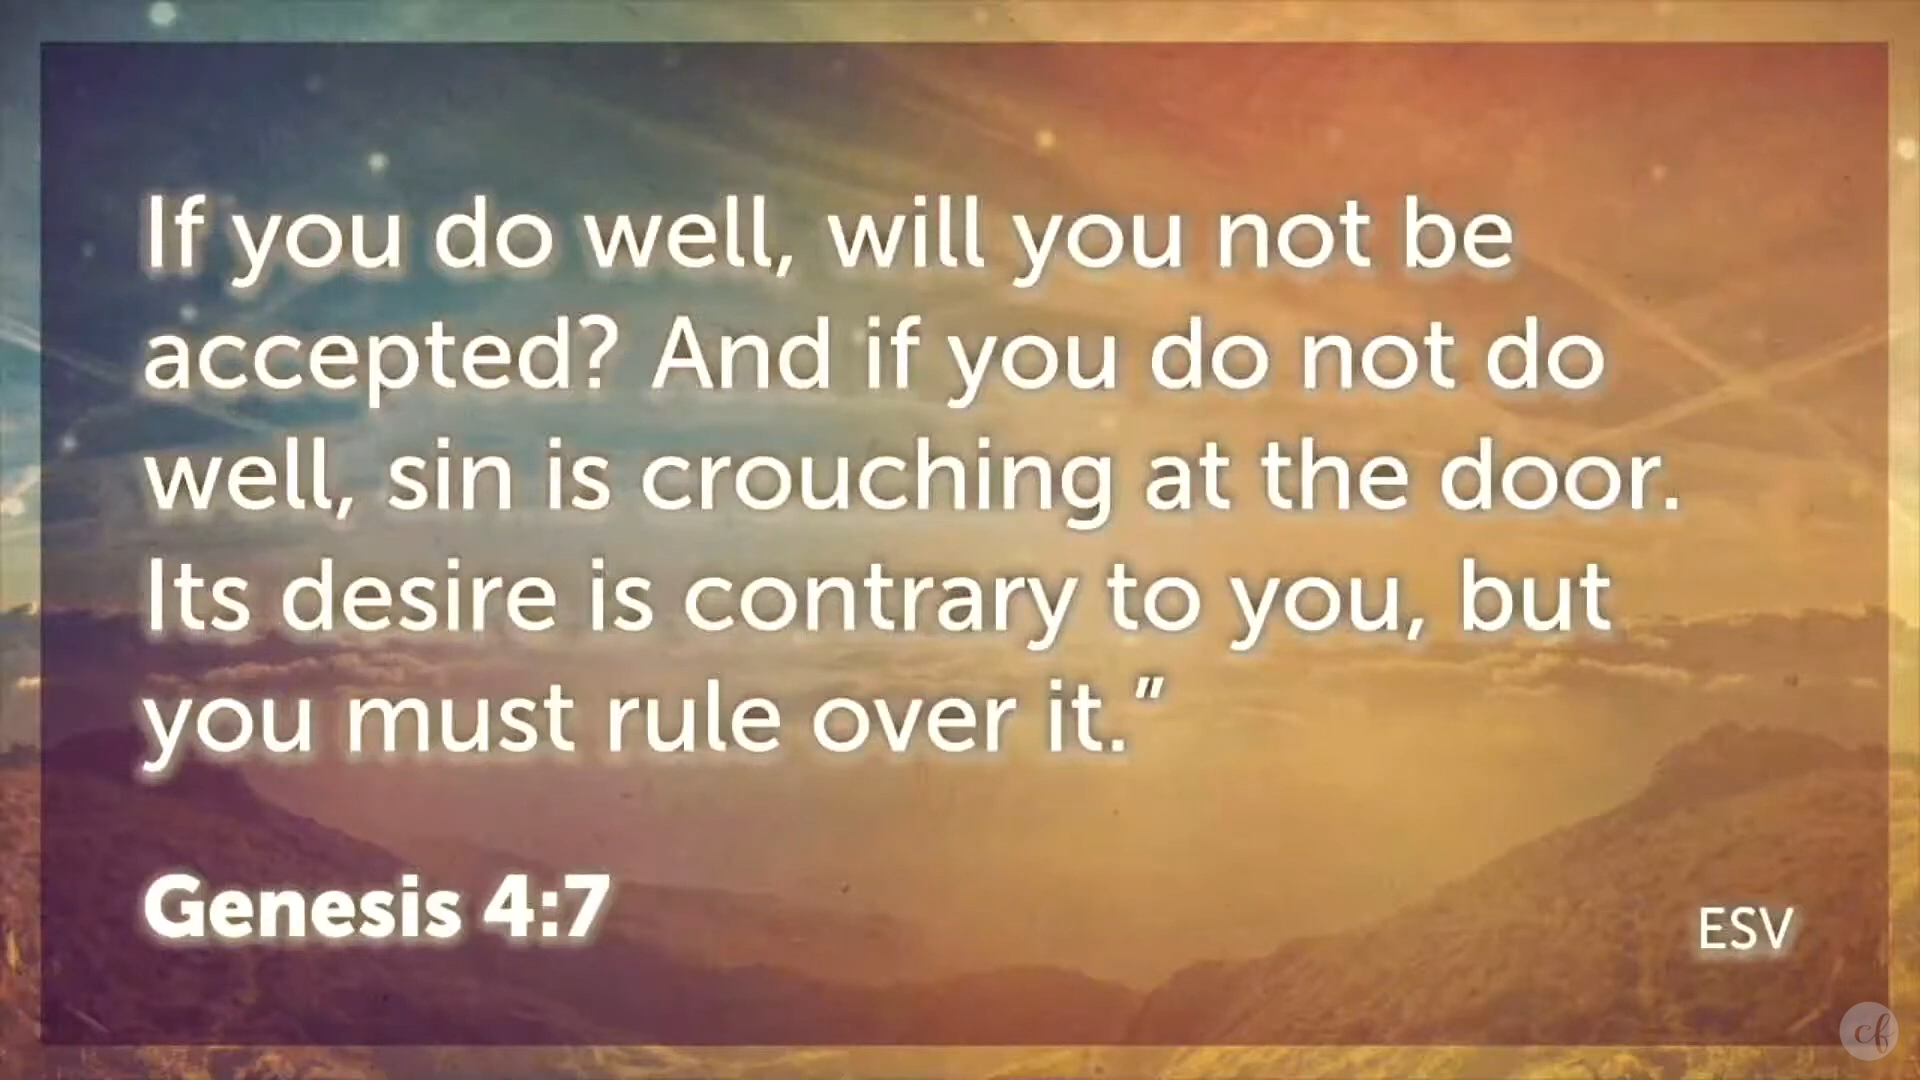 If you do well, will you not be
accepted? And if you do not do
well, sin is crouching at the door.
Its desire is contrary to you, but
you must rule over it.”
Genesis 4:7
ESV
cf